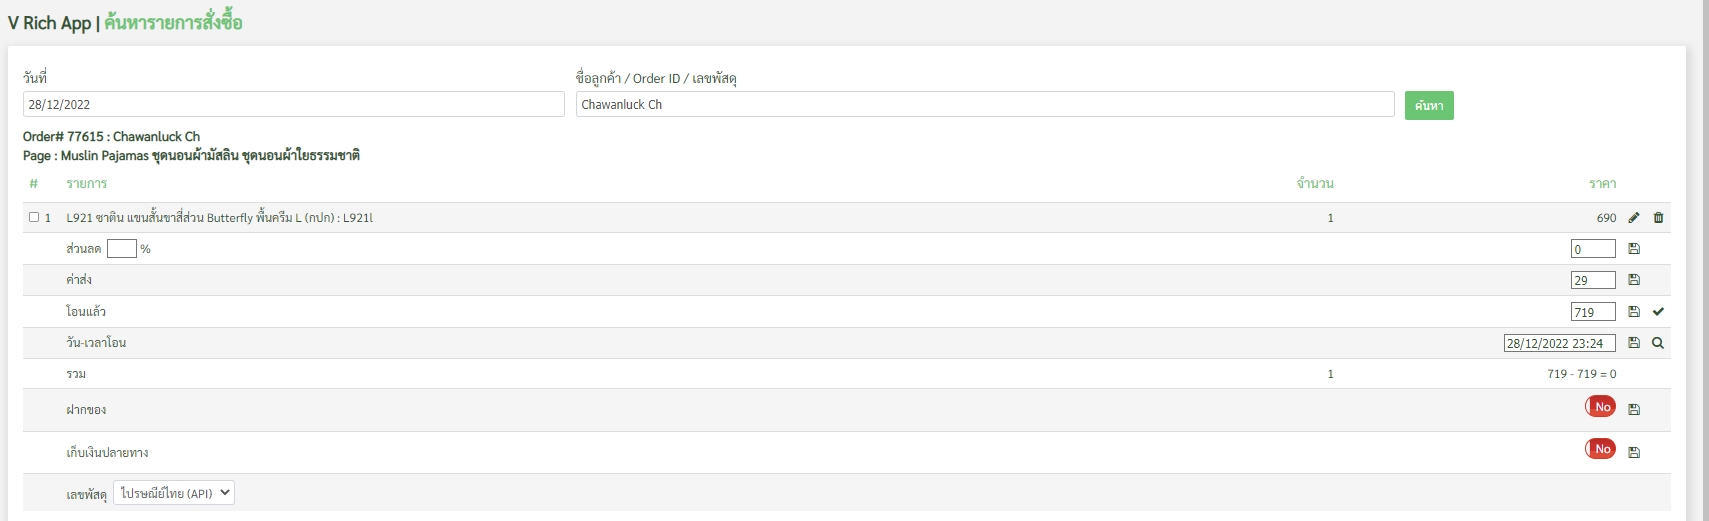 V Rich App | ค้นหารายการสั่งซื้อ
วันที่ ชื่อลูกค้า / Order ID / เลขพัสดุ
28/12/2022 Chawanluck Ch ค้นหา
Order# 77615 : Chawanluck Ch
Page : Muslin Pajamas ชุดนอนผ้ามัสลิน ชุดนอนผ้าใยธรรมชาติ
# รายการ จำนวน ราคา
1 L921 ซาติน แขนสั้นขาสี่ส่วน Butterfly พื้นครีม L (กปก) : L921l 1 690
ส่วนลด % 0
ค่าส่ง 29
โอนแล้ว 719
วัน-เวลาโอน 28/12/2022 23:24
รวม 1 719 - 719 = 0
ฝากของ No
เก็บเงินปลายทาง No
เลขพัสดุ ไปรษณีย์ไทย (API)